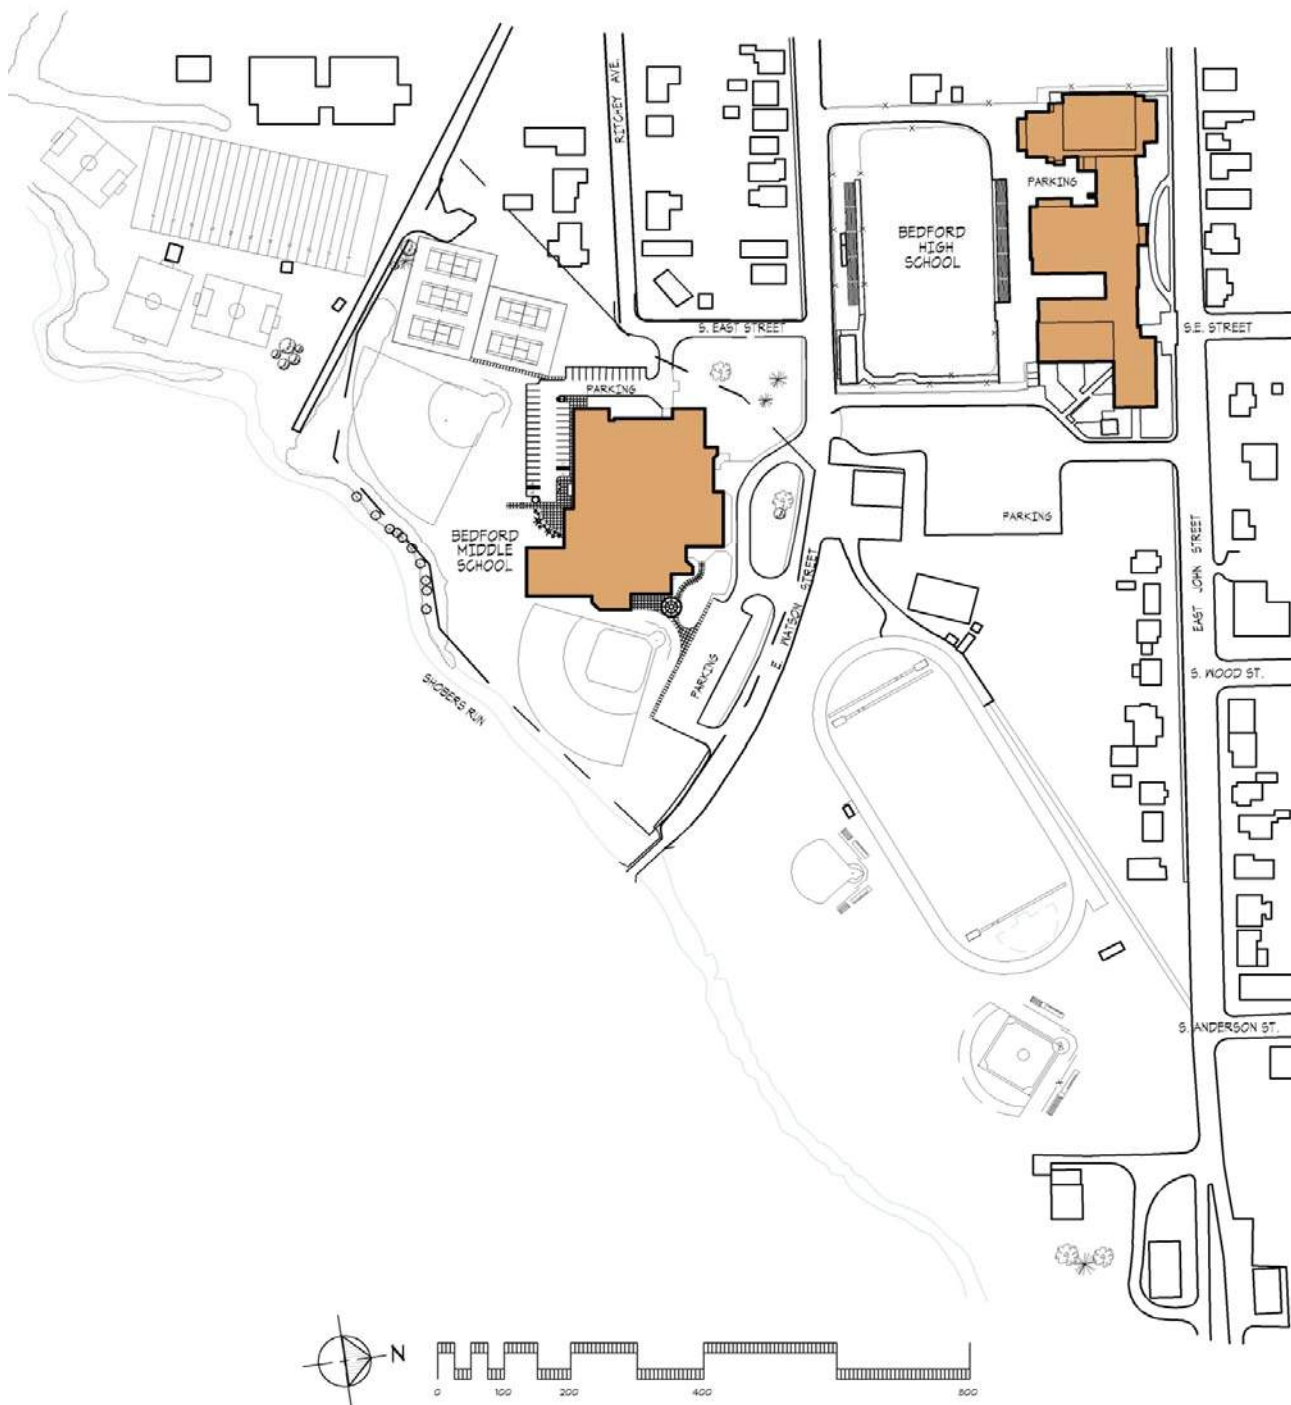 RITCHEY AVE.
PARKING
BEDFORD
HIGH
SCHOOL
S. EAST STREET
S.E. STREET
PARKING
PARKING
BEDFORD
MIDDLE
SCHOOL
E. WATSON STREET
EAST JOHN STREET
PARKING
S. WOOD ST.
SHOBERS RUN
S. ANDERSON ST.
N
0 100 200 400 800